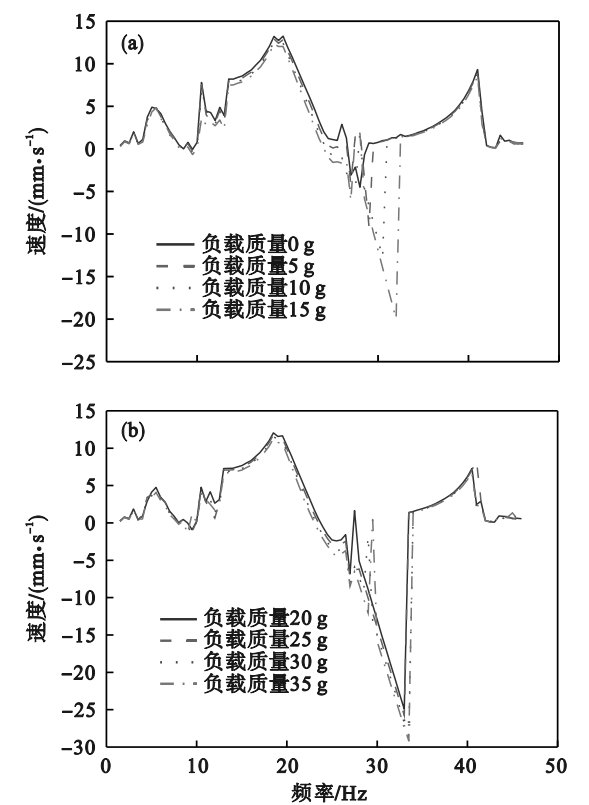 15
(a)
10
5
0
−5
−10
−15
−20
−25
速度/(mm•s⁻¹)
负载质量0 g
负载质量5 g
负载质量10 g
负载质量15 g
15
(b)
10
5
0
−5
−10
−15
−20
−25
−30
速度/(mm•s⁻¹)
负载质量20 g
负载质量25 g
负载质量30 g
负载质量35 g
0 10 20 30 40 50
频率/Hz